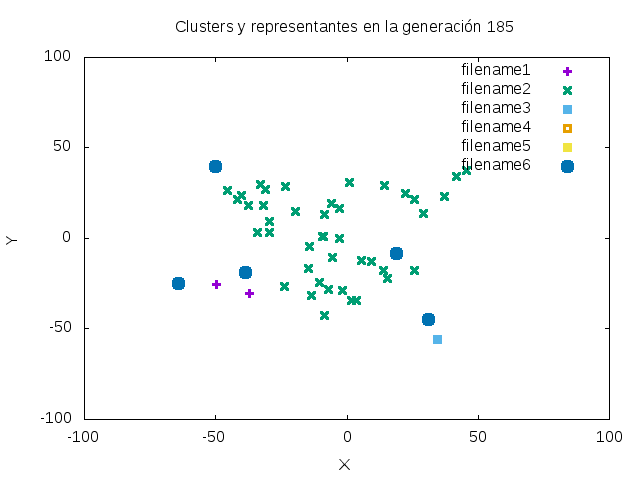 Clusters y representantes en la generación 185
100
50
0
-50
-100
-100
-50
0
50
100
Y
X
filename1
filename2
filename3
filename4
filename5
filename6